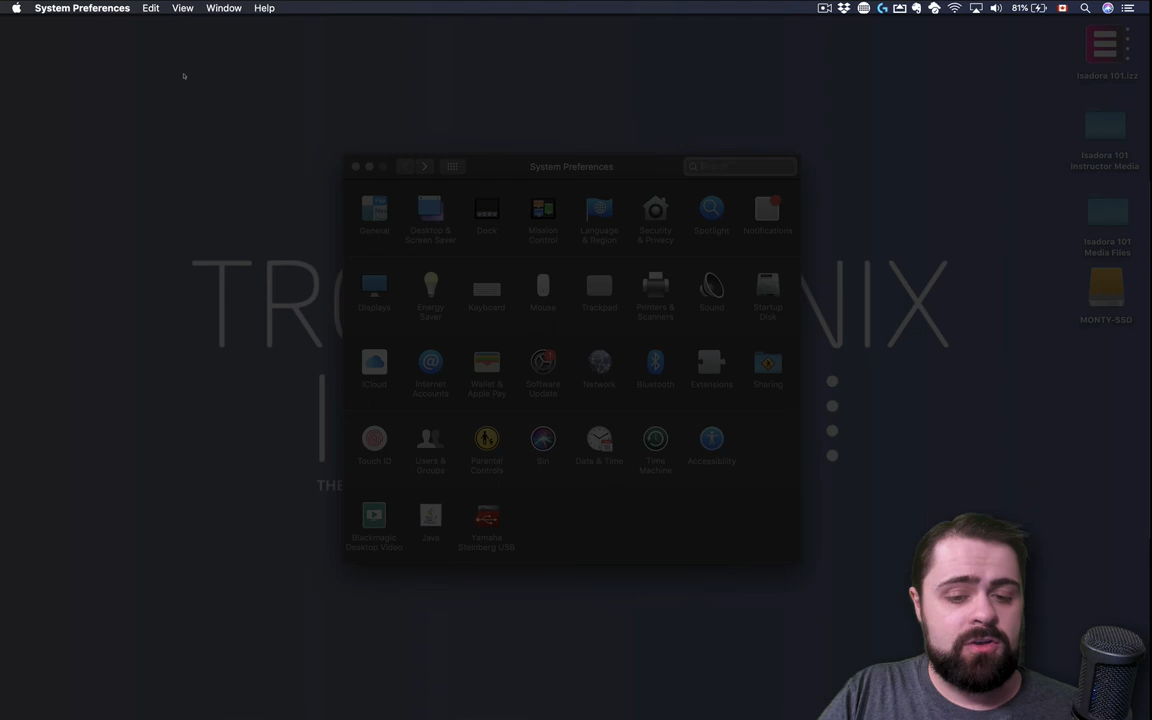 System Preferences Edit View Window Help 81%
Isadora 101.izz
Isadora 101
Instructor Media
Isadora 101
Media Files
MONTY-SSD
System Preferences Search
General Desktop & Screen Saver Dock Mission Control Language & Region Security & Privacy Spotlight Notifications
Displays Energy Saver Keyboard Mouse Trackpad Printers & Scanners Sound Startup Disk
iCloud Internet Accounts Wallet & Apple Pay Software Update Network Bluetooth Extensions Sharing
Touch ID Users & Groups Parental Controls Siri Date & Time Time Machine Accessibility
Blackmagic Desktop Video Java Yamaha Steinberg USB
NIX
THE